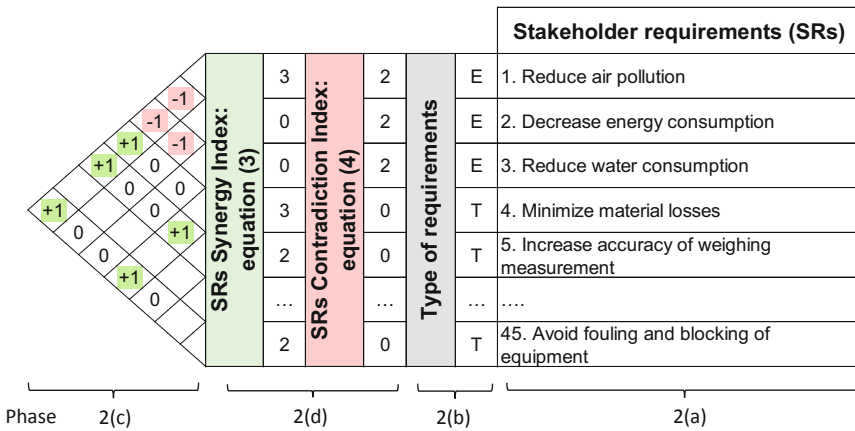 Stakeholder requirements (SRs)
SRs Synergy Index:
equation (3)
SRs Contradiction Index:
equation (4)
Type of requirements
3 2 E 1. Reduce air pollution
0 2 E 2. Decrease energy consumption
0 2 E 3. Reduce water consumption
3 0 T 4. Minimize material losses
2 0 T 5. Increase accuracy of weighing
measurement
... ... ... ....
2 0 T 45. Avoid fouling and blocking of
equipment
-1
-1
+1 -1
+1 0
0 0
+1 0
0 +1
0
+1
0
Phase 2(c) 2(d) 2(b) 2(a)